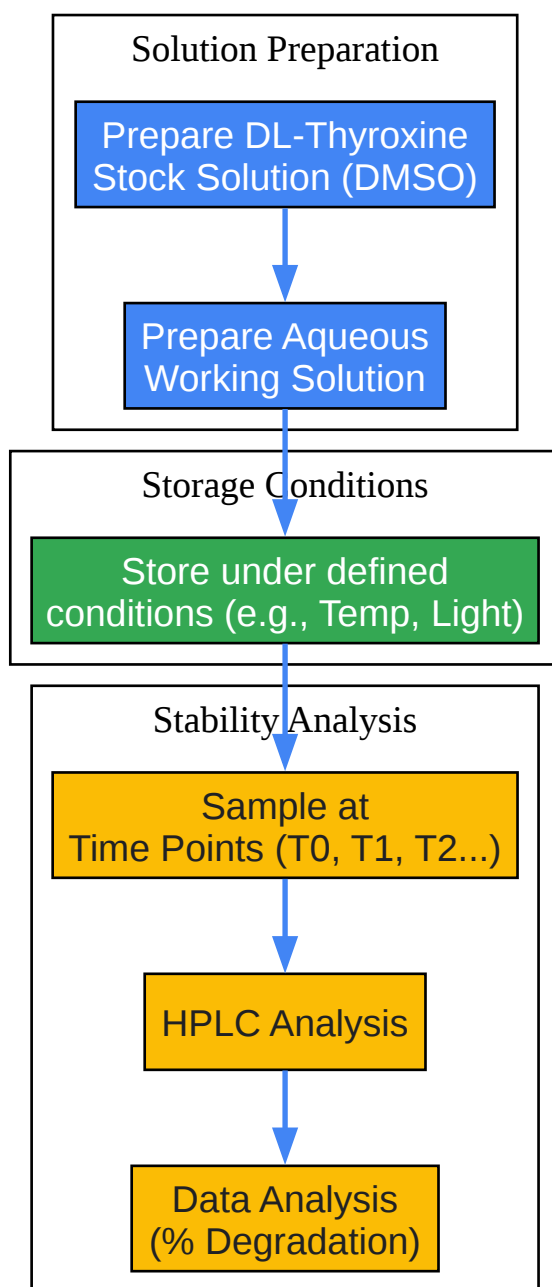 Solution Preparation
Prepare DL-Thyroxine
Stock Solution (DMSO)
Prepare Aqueous
Working Solution
Storage Conditions
Store under defined
conditions (e.g., Temp, Light)
Stability Analysis
Sample at
Time Points (T0, T1, T2...)
HPLC Analysis
Data Analysis
(% Degradation)